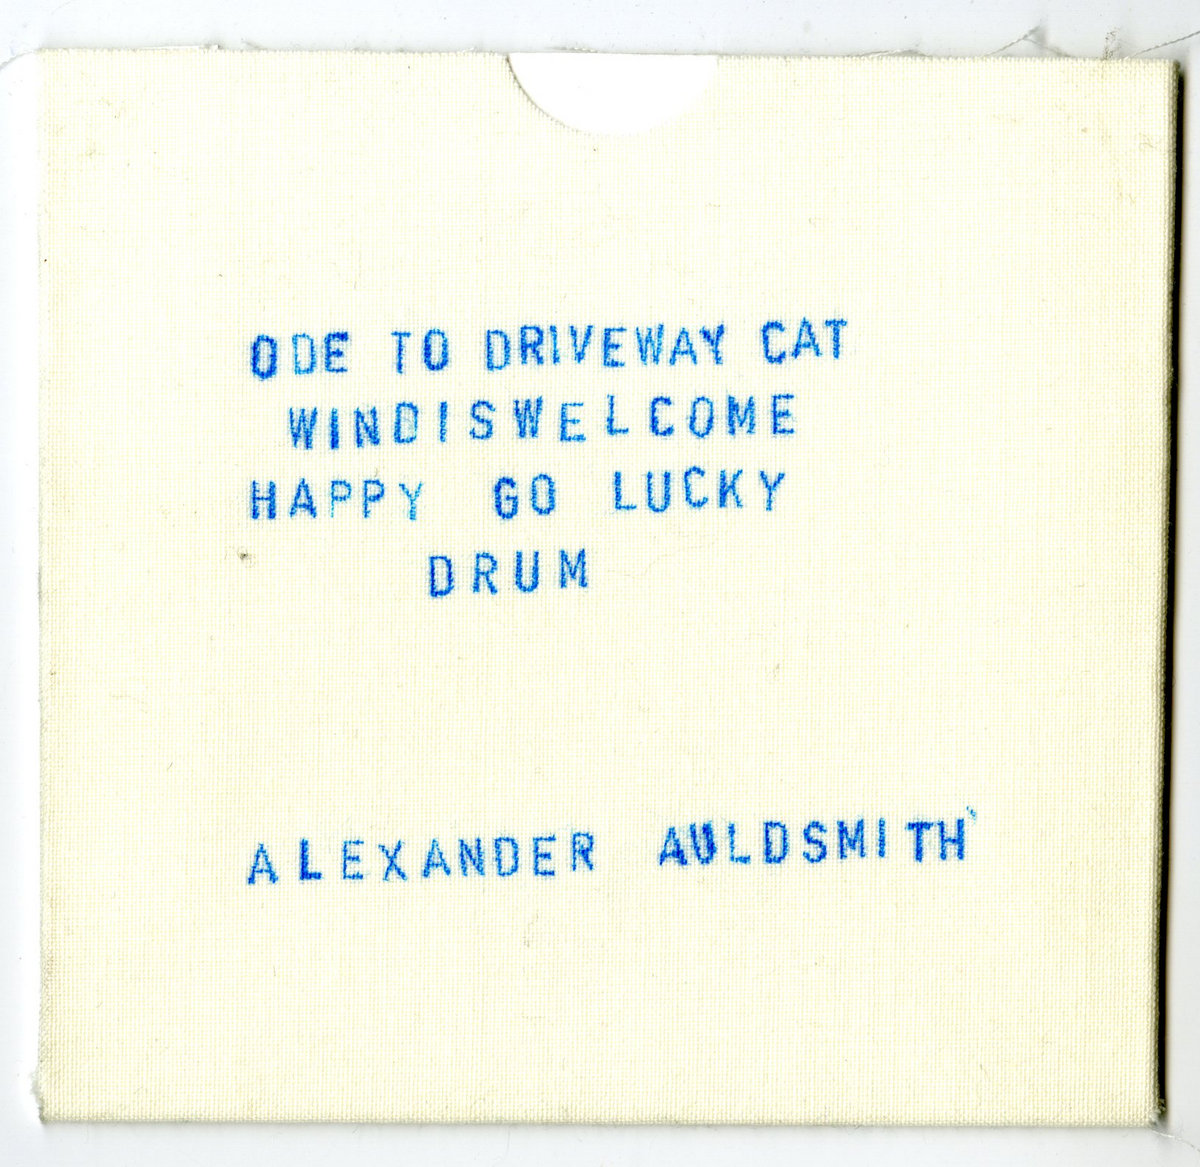 ODE TO DRIVEWAY CAT
WINDISWELCOME
HAPPY GO LUCKY
DRUM
ALEXANDER AULDSMITH